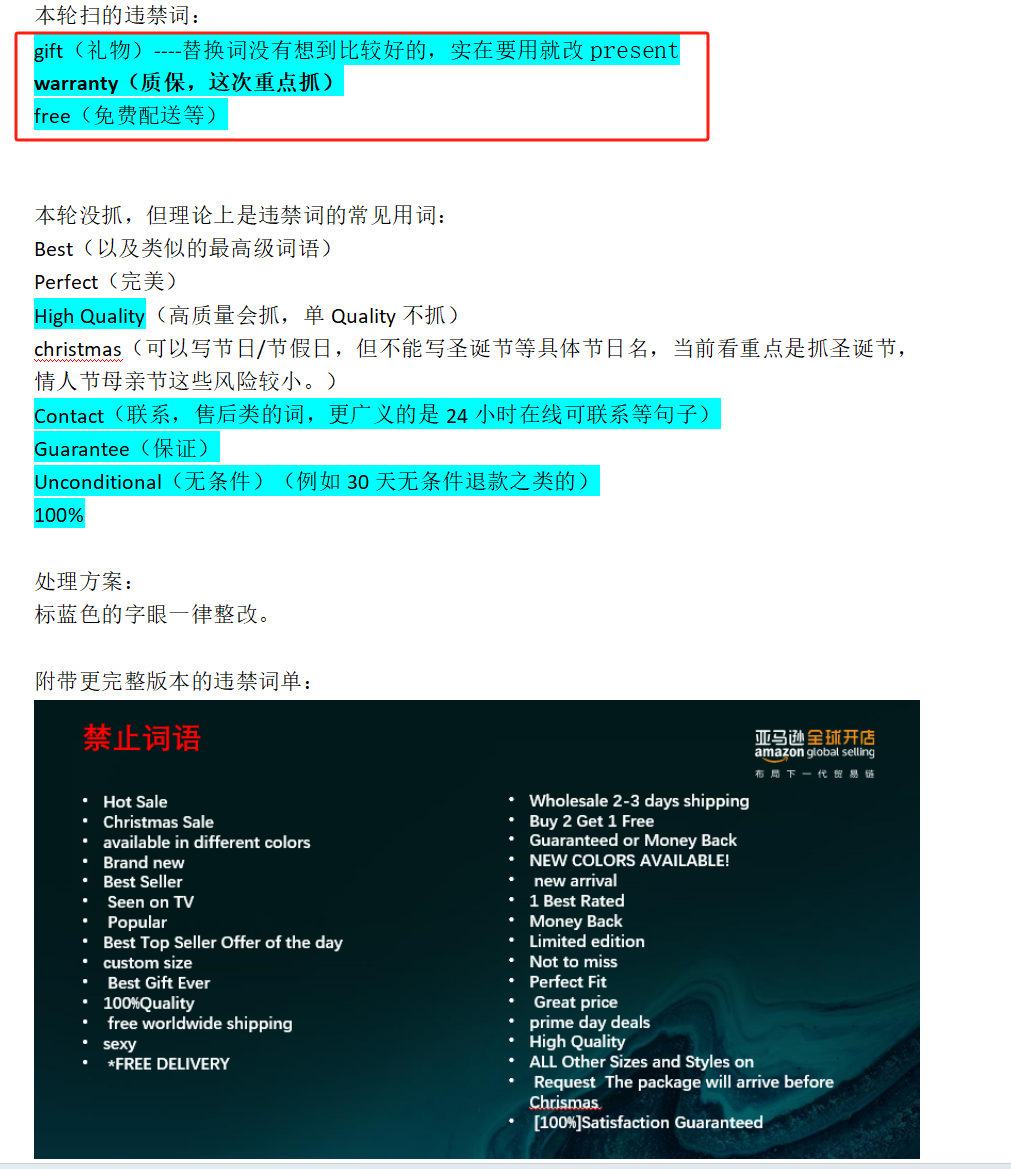 本轮扫的违禁词：
gift（礼物）----替换词没有想到比较好的，实在要用就改 present
warranty（质保，这次重点抓）
free（免费配送等）
本轮没抓，但理论上是违禁词的常见用词：
Best（以及类似的最高级词语）
Perfect（完美）
High Quality（高质量会抓，单 Quality 不抓）
christmas（可以写节日/节假日，但不能写圣诞节等具体节日名，当前看重点是抓圣诞节，
情人节母亲节这些风险较小。）
Contact（联系，售后类的词，更广义的是 24 小时在线可联系等句子）
Guarantee（保证）
Unconditional（无条件）（例如 30 天无条件退款之类的）
100%
处理方案：
标蓝色的字眼一律整改。
附带更完整版本的违禁词单：
禁止词语
亚马逊全球开店
amazon global selling
布局下一代贸易链
• Hot Sale
• Christmas Sale
• available in different colors
• Brand new
• Best Seller
• Seen on TV
• Popular
• Best Top Seller Offer of the day
• custom size
• Best Gift Ever
• 100%Quality
• free worldwide shipping
• sexy
• *FREE DELIVERY
• Wholesale 2-3 days shipping
• Buy 2 Get 1 Free
• Guaranteed or Money Back
• NEW COLORS AVAILABLE!
• new arrival
• 1 Best Rated
• Money Back
• Limited edition
• Not to miss
• Perfect Fit
• Great price
• prime day deals
• High Quality
• ALL Other Sizes and Styles on
• Request The package will arrive before
Chrismas
• [100%]Satisfaction Guaranteed